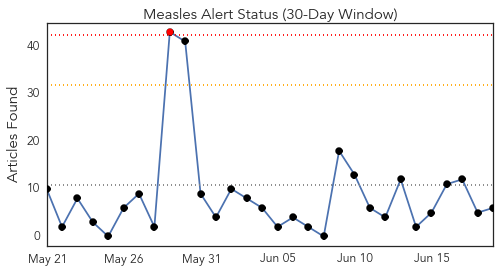 Measles Alert Status (30-Day Window)
Articles Found
40
30
20
10
0
May 21 May 26 May 31 Jun 05 Jun 10 Jun 15